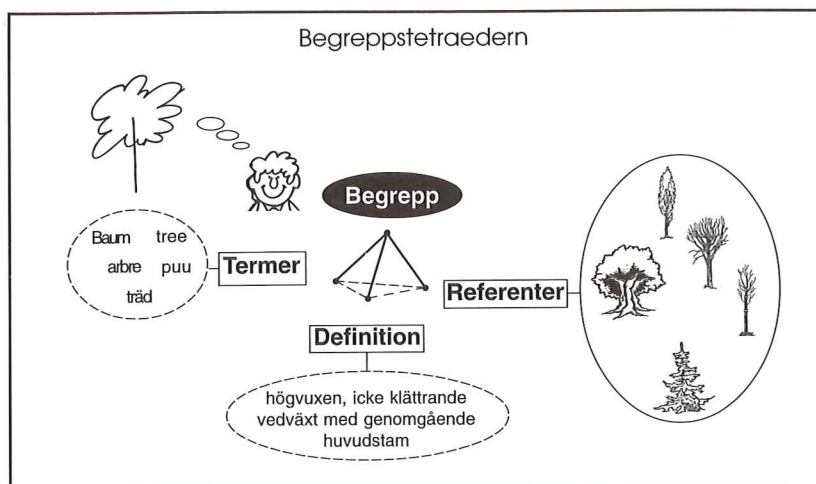 Begreppstetraedern
Begrepp
Baum tree
arbre puu
träd
Termer
Referenter
Definition
högvuxen, icke klättrande
vedväxt med genomgående
huvudstam